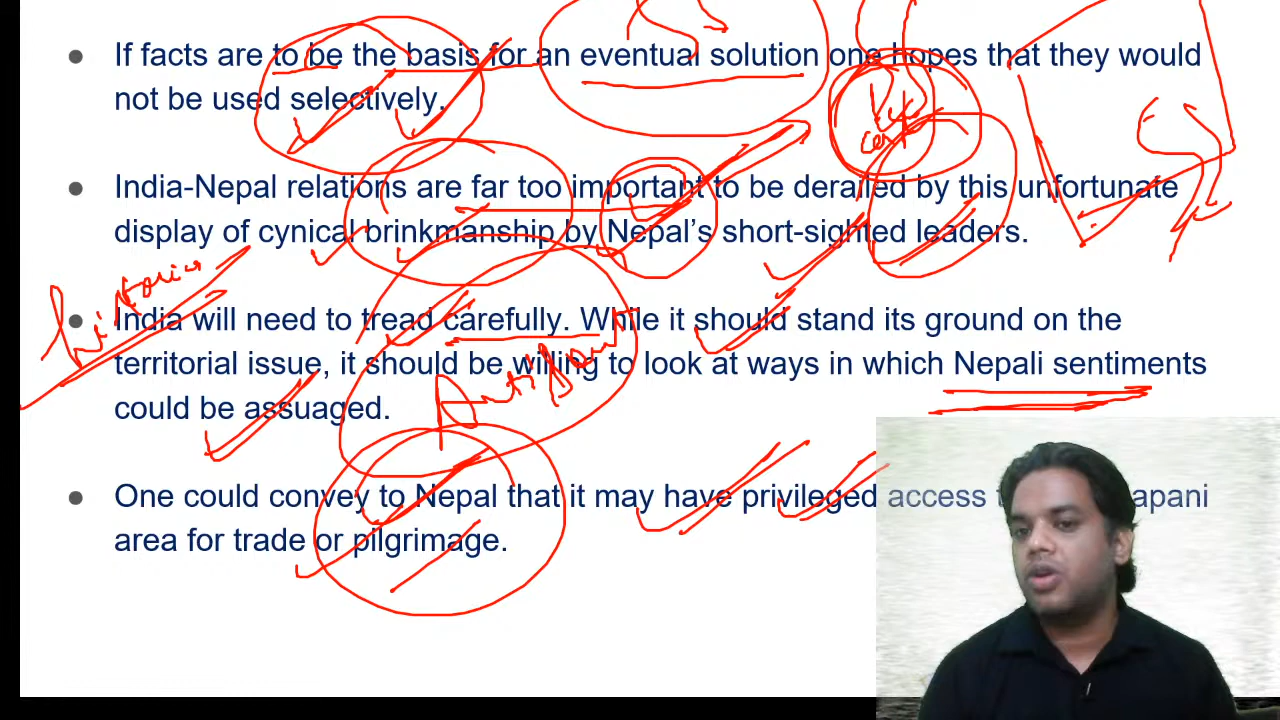 If facts are to be the basis for an eventual solution one hopes that they would
not be used selectively.
India-Nepal relations are far too important to be derailed by this unfortunate
display of cynical brinkmanship by Nepal's short-sighted leaders.
historic
India will need to tread carefully. While it should stand its ground on the
territorial issue, it should be willing to look at ways in which Nepali sentiments
could be assuaged.
One could convey to Nepal that it may have privileged access apani
area for trade or pilgrimage.